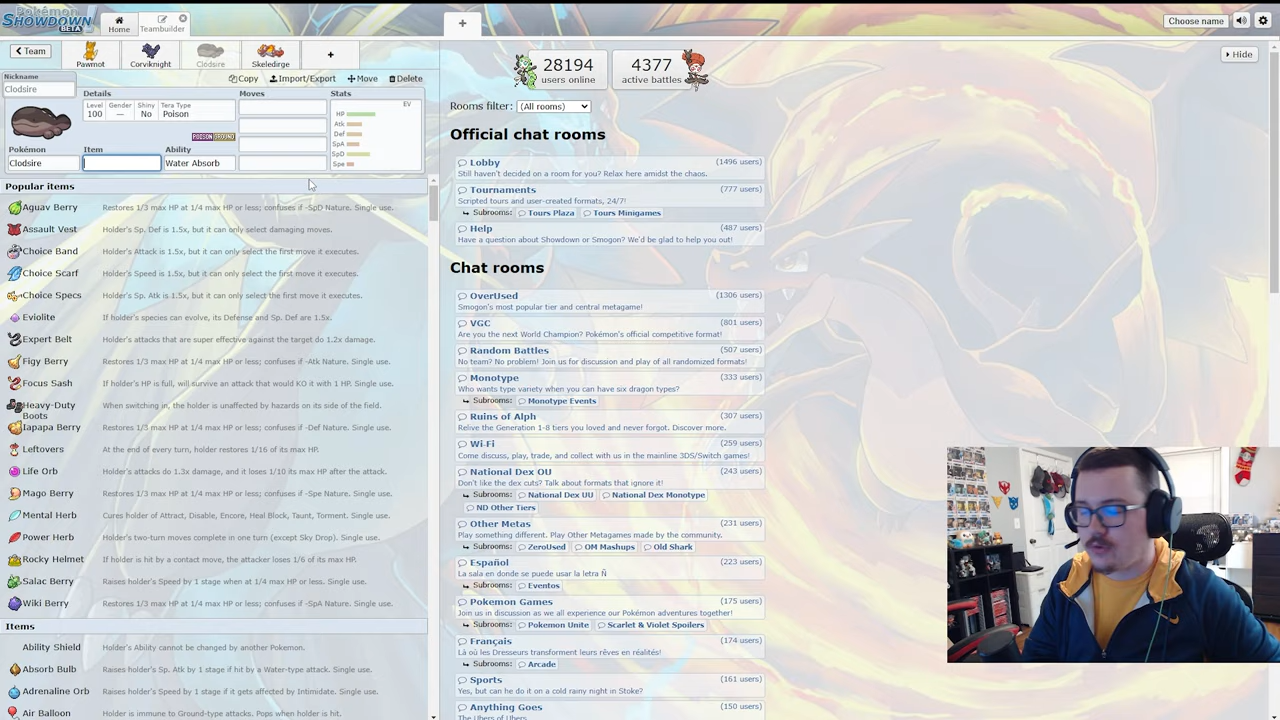 Pokémon
SHOWDOWN
BETA
Home
Teambuilder
+
Choose name
< Team
Pawmot
Corviknight
Clodsire
Skeledirge
+
Copy
Import/Export
Move
Delete
Nickname
Clodsire
Details
Level Gender Shiny Tera Type
100 — No Poison
POISON GROUND
Moves
Stats
EV
HP
Atk
Def
SpA
SpD
Spe
Pokémon
Clodsire
Item
Ability
Water Absorb
Popular items
Aguav Berry Restores 1/3 max HP at 1/4 max HP or less; confuses if -SpD Nature. Single use.
Assault Vest Holder's Sp. Def is 1.5x, but it can only select damaging moves.
Choice Band Holder's Attack is 1.5x, but it can only select the first move it executes.
Choice Scarf Holder's Speed is 1.5x, but it can only select the first move it executes.
Choice Specs Holder's Sp. Atk is 1.5x, but it can only select the first move it executes.
Eviolite If holder's species can evolve, its Defense and Sp. Def are 1.5x.
Expert Belt Holder's attacks that are super effective against the target do 1.2x damage.
Figy Berry Restores 1/3 max HP at 1/4 max HP or less; confuses if -Atk Nature. Single use.
Focus Sash If holder's HP is full, will survive an attack that would KO it with 1 HP. Single use.
Heavy-Duty Boots When switching in, the holder is unaffected by hazards on its side of the field.
Iapapa Berry Restores 1/3 max HP at 1/4 max HP or less; confuses if -Def Nature. Single use.
Leftovers At the end of every turn, holder restores 1/16 of its max HP.
Life Orb Holder's attacks do 1.3x damage, and it loses 1/10 its max HP after the attack.
Mago Berry Restores 1/3 max HP at 1/4 max HP or less; confuses if -Spe Nature. Single use.
Mental Herb Cures holder of Attract, Disable, Encore, Heal Block, Taunt, Torment. Single use.
Power Herb Holder's two-turn moves complete in one turn (except Sky Drop). Single use.
Rocky Helmet If holder is hit by a contact move, the attacker loses 1/6 of its max HP.
Salac Berry Raises holder's Speed by 1 stage when at 1/4 max HP or less. Single use.
Wiki Berry Restores 1/3 max HP at 1/4 max HP or less; confuses if -SpA Nature. Single use.
Items
Ability Shield Holder's Ability cannot be changed by another Pokemon.
Absorb Bulb Raises holder's Sp. Atk by 1 stage if hit by a Water-type attack. Single use.
Adrenaline Orb Raises holder's Speed by 1 stage if it gets affected by Intimidate. Single use.
Air Balloon Holder is immune to Ground-type attacks. Pops when holder is hit.
28194
users online
4377
active battles
Hide
Rooms filter: (All rooms)
Official chat rooms
Lobby (1496 users)
Still haven't decided on a room for you? Relax here amidst the chaos.
Tournaments (777 users)
Scripted tours and user-created formats, 24/7!
Subrooms: Tours Plaza Tours Minigames
Help (487 users)
Have a question about Showdown or Smogon? We'd be glad to help you out!
Chat rooms
OverUsed (1306 users)
Smogon's most popular tier and central metagame!
VGC (801 users)
Are you the next World Champion? Pokémon's official competitive format!
Random Battles (507 users)
No team? No problem! Join us for discussion and play of all randomized formats!
Monotype (333 users)
Who wants type variety when you can have six dragon types?
Subrooms: Monotype Events
Ruins of Alph (307 users)
Relive the Generation 1-8 tiers you loved and never forgot. Discover more.
Wi-Fi (259 users)
Come discuss, play, trade, and collect with us in the mainline 3DS/Switch games!
National Dex OU (243 users)
Don't like the dex cuts? Talk about formats that ignore it!
Subrooms: National Dex UU National Dex Monotype
ND Other Tiers
Other Metas (231 users)
Play something different. Play Other Metagames made by the community.
Subrooms: ZeroUsed OM Mashups Old Shark
Español (223 users)
La sala en donde se puede usar la letra Ñ
Subrooms: Eventos
Pokemon Games (175 users)
Join us in discussion as we all experience our Pokémon adventures together!
Subrooms: Pokemon Unite Scarlet & Violet Spoilers
Français (174 users)
Là où les Dresseurs transforment leurs rêves en réalités!
Subrooms: Arcade
Sports (161 users)
Yes, but can he do it on a cold rainy night in Stoke?
Anything Goes (150 users)
The Ubers of Ubers.